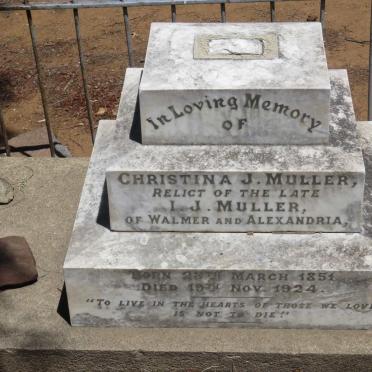 In Loving Memory
OF
CHRISTINA J. MULLER,
RELICT OF THE LATE
I. J. MULLER,
OF WALMER AND ALEXANDRIA,
BORN 28TH MARCH 1851.
DIED 19TH NOV. 1924.
"TO LIVE IN THE HEARTS OF THOSE WE LOVE
IS NOT TO DIE!"